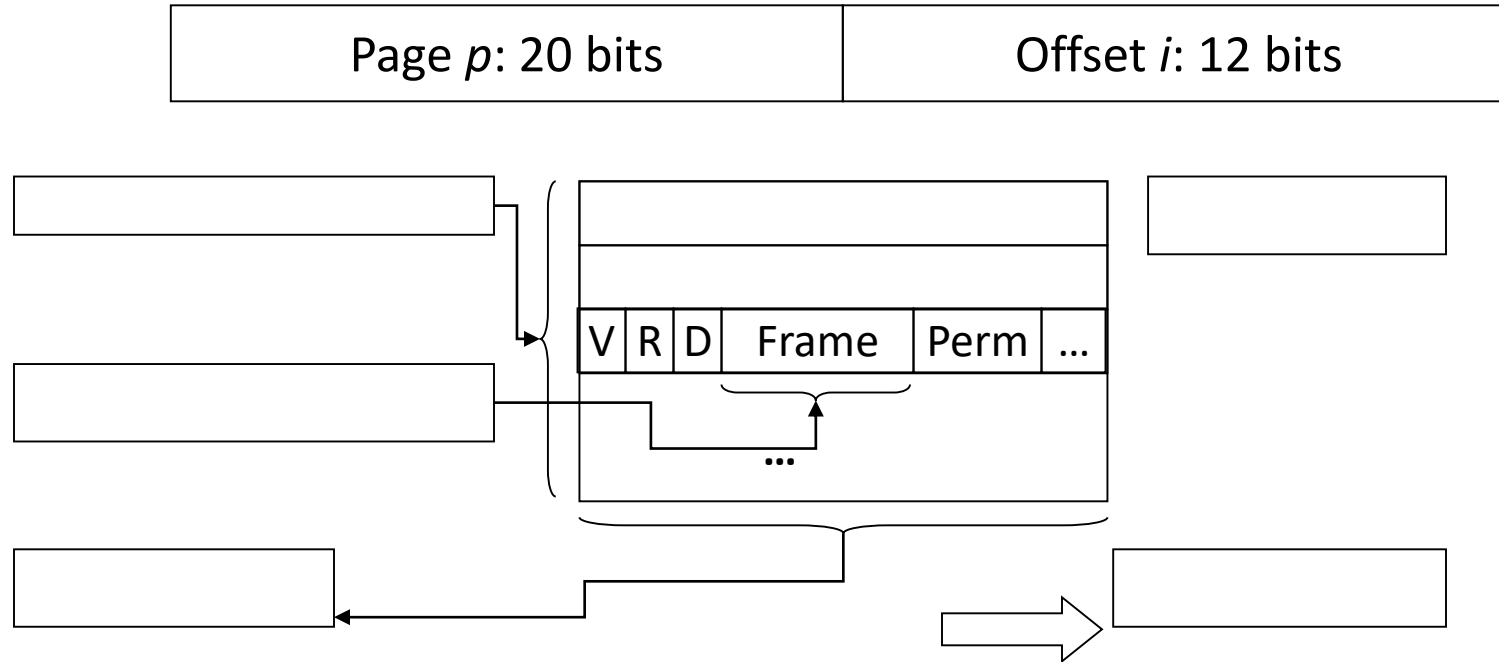 Page p: 20 bits Offset i: 12 bits
V R D Frame Perm ...
...